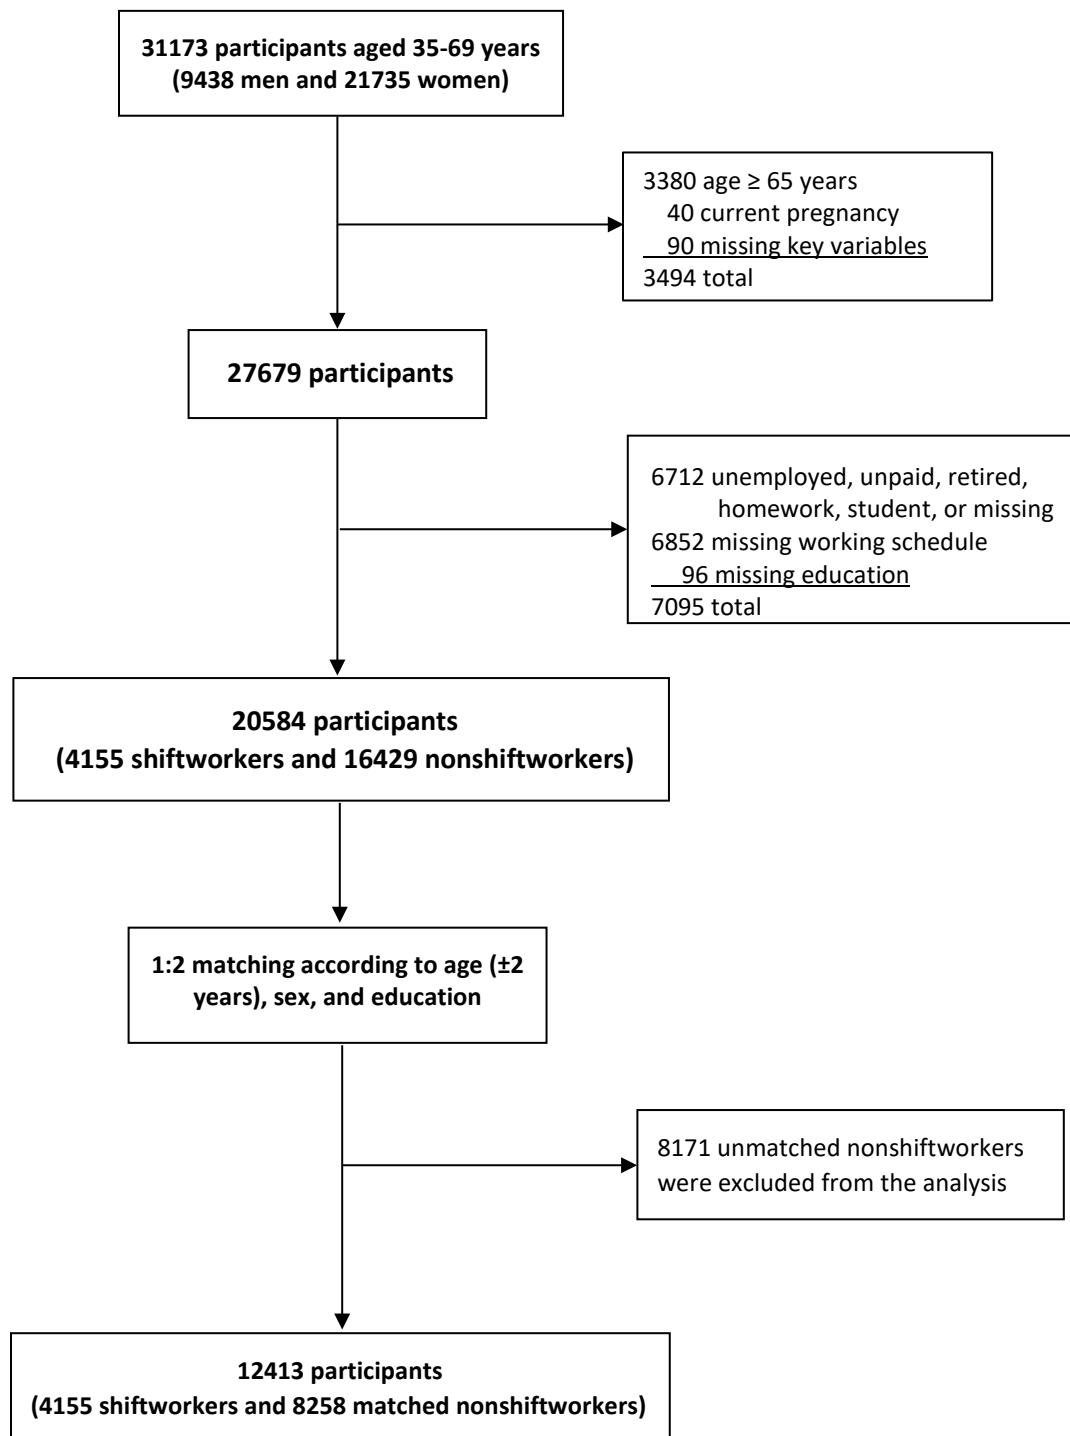 31173 participants aged 35-69 years
(9438 men and 21735 women)
3380 age ≥ 65 years
40 current pregnancy
90 missing key variables
3494 total
27679 participants
6712 unemployed, unpaid, retired,
homework, student, or missing
6852 missing working schedule
96 missing education
7095 total
20584 participants
(4155 shiftworkers and 16429 nonshiftworkers)
1:2 matching according to age (±2
years), sex, and education
8171 unmatched nonshiftworkers
were excluded from the analysis
12413 participants
(4155 shiftworkers and 8258 matched nonshiftworkers)